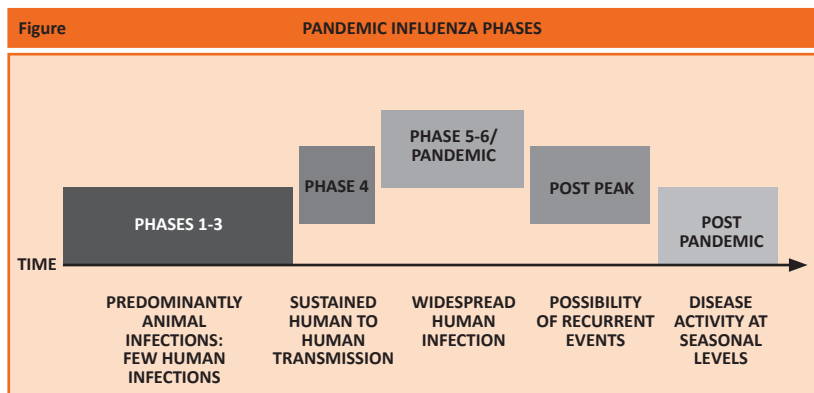 Figure
PANDEMIC INFLUENZA PHASES
PHASES 1-3
PHASE 4
PHASE 5-6/
PANDEMIC
POST PEAK
POST
PANDEMIC
TIME
PREDOMINANTLY
ANIMAL
INFECTIONS:
FEW HUMAN
INFECTIONS
SUSTAINED
HUMAN TO
HUMAN
TRANSMISSION
WIDESPREAD
HUMAN
INFECTION
POSSIBILITY
OF RECURRENT
EVENTS
DISEASE
ACTIVITY AT
SEASONAL
LEVELS